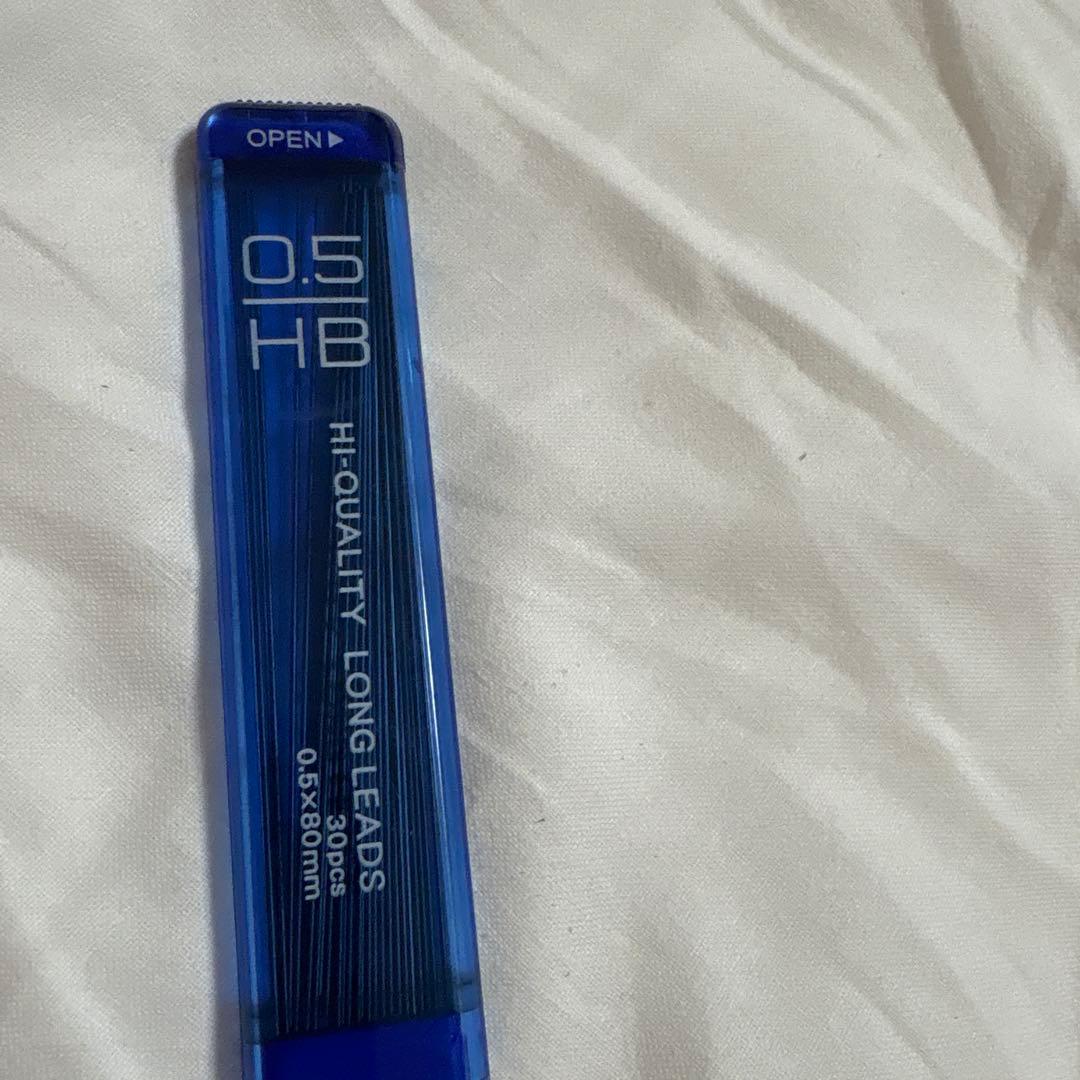 OPEN▶
0.5
HB
HI-QUALITY LONG LEADS
30pcs
0.5×80mm